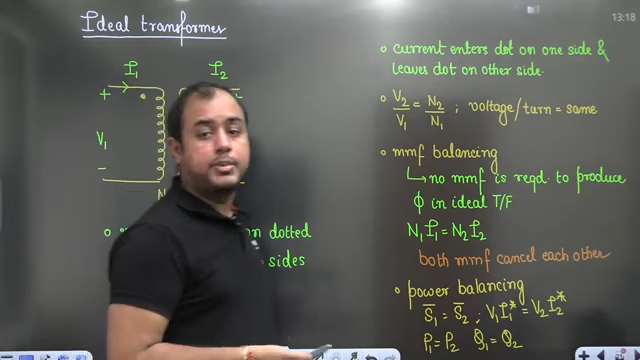 Ideal transformer
13:18
I1 I2
+
V1
-
N
n dotted
sides
current enters dot on one side &
leaves dot on other side.
V2/V1 = N2/N1 ; voltage/turn = same
mmf balancing
↳ no mmf is reqd. to produce
ϕ in ideal T/F
N1I1 = N2I2
both mmf cancel each other
power balancing
S̅1 = S̅2 ; V1I1* = V2I2*
P1 = P2 Q1 = Q2